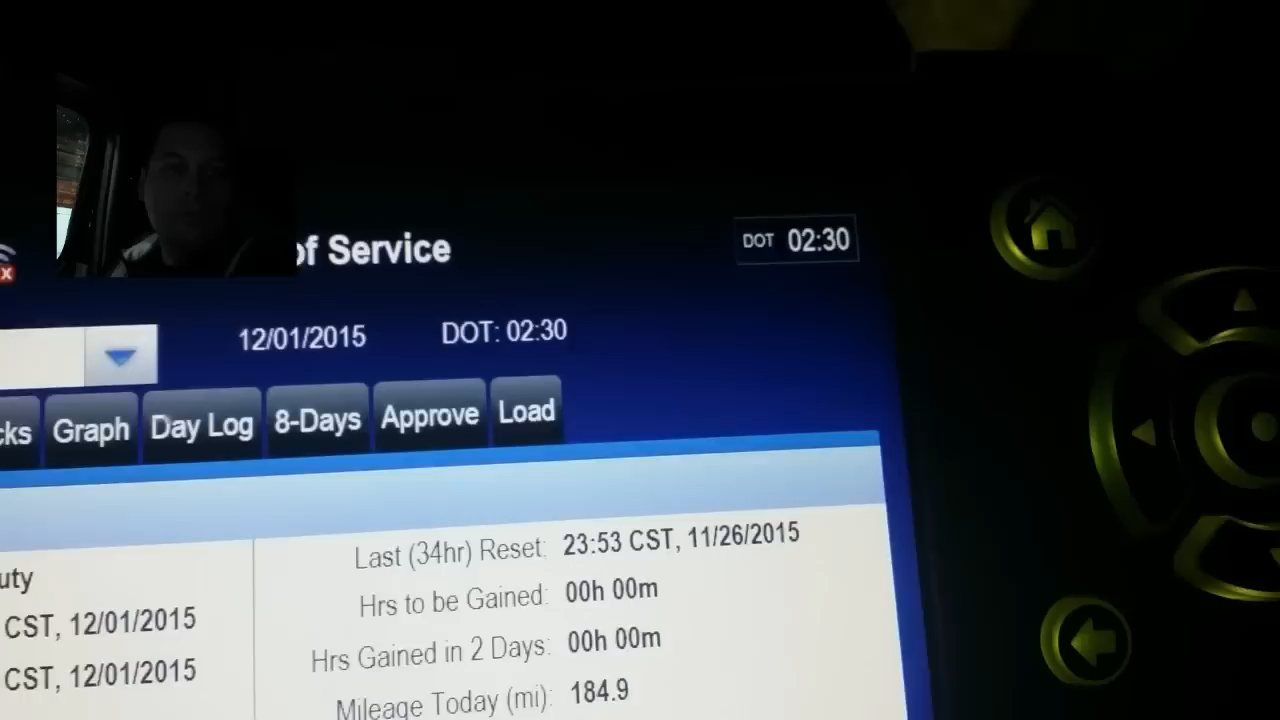 of Service
DOT 02:30
12/01/2015 DOT: 02:30
cks Graph Day Log 8-Days Approve Load
Last (34hr) Reset: 23:53 CST, 11/26/2015
uty
Hrs to be Gained: 00h 00m
CST, 12/01/2015
Hrs Gained in 2 Days: 00h 00m
CST, 12/01/2015
Mileage Today (mi): 184.9